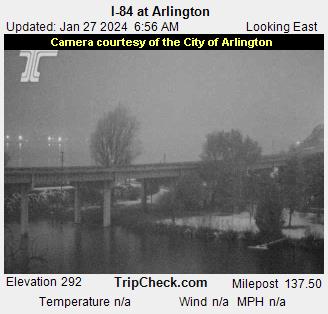 I-84 at Arlington
Updated: Jan 27 2024 6:56 AM Looking East
Camera courtesy of the City of Arlington
Elevation 292 TripCheck.com Milepost 137.50
Temperature n/a Wind n/a MPH n/a